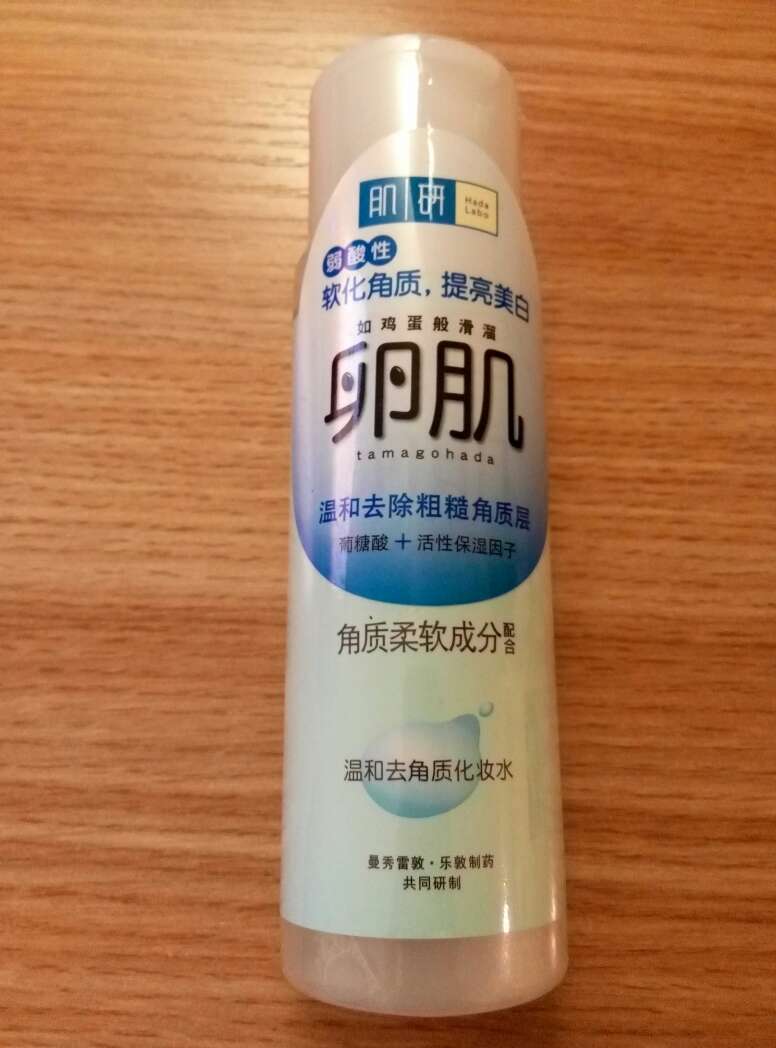 肌研 Hada Labo
弱酸性
软化角质，提亮美白
如鸡蛋般滑溜
卵肌
tamagohada
温和去除粗糙角质层
葡糖酸＋活性保湿因子
角质柔软成分配合
温和去角质化妆水
曼秀雷敦·乐敦制药
共同研制